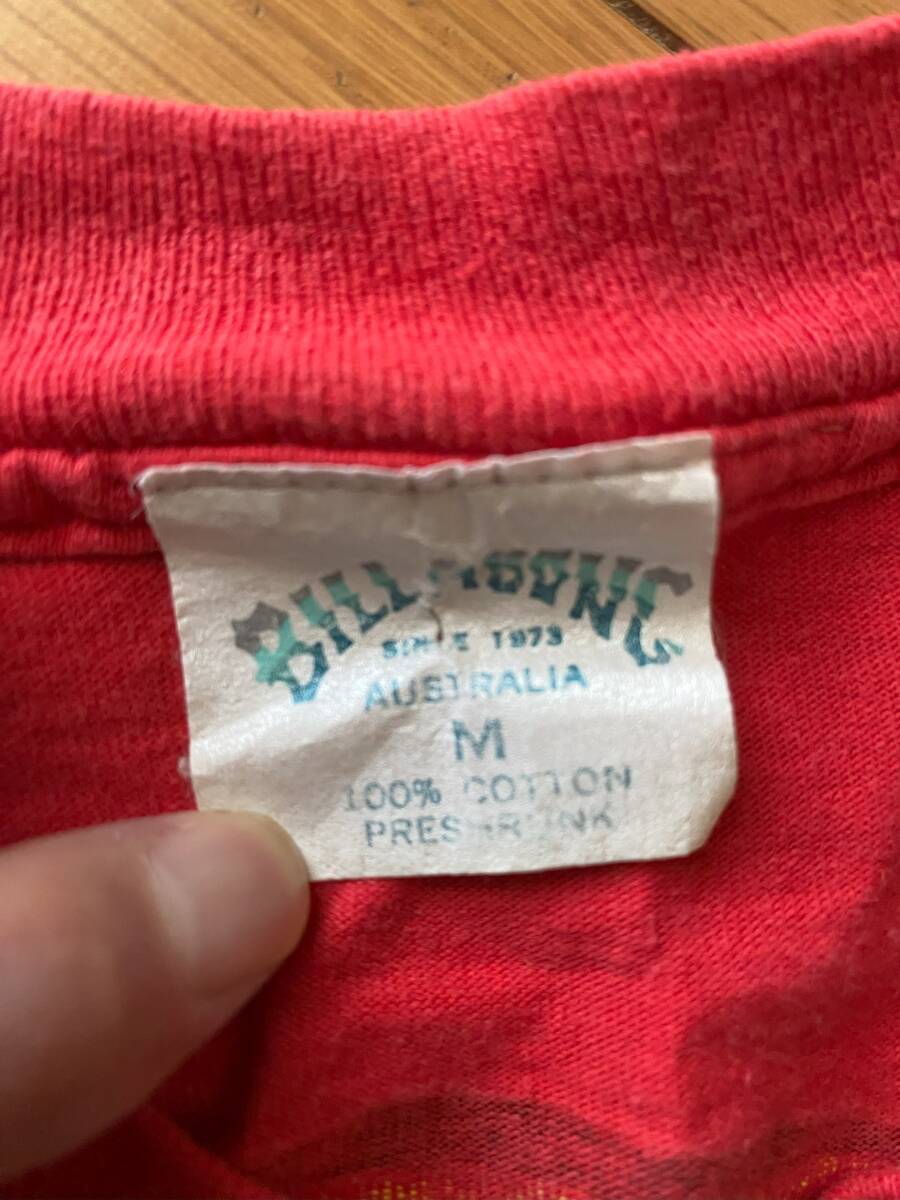 BILLABONG
SINCE 1973
AUSTRALIA
M
100% COTTON
PRESHRUNK